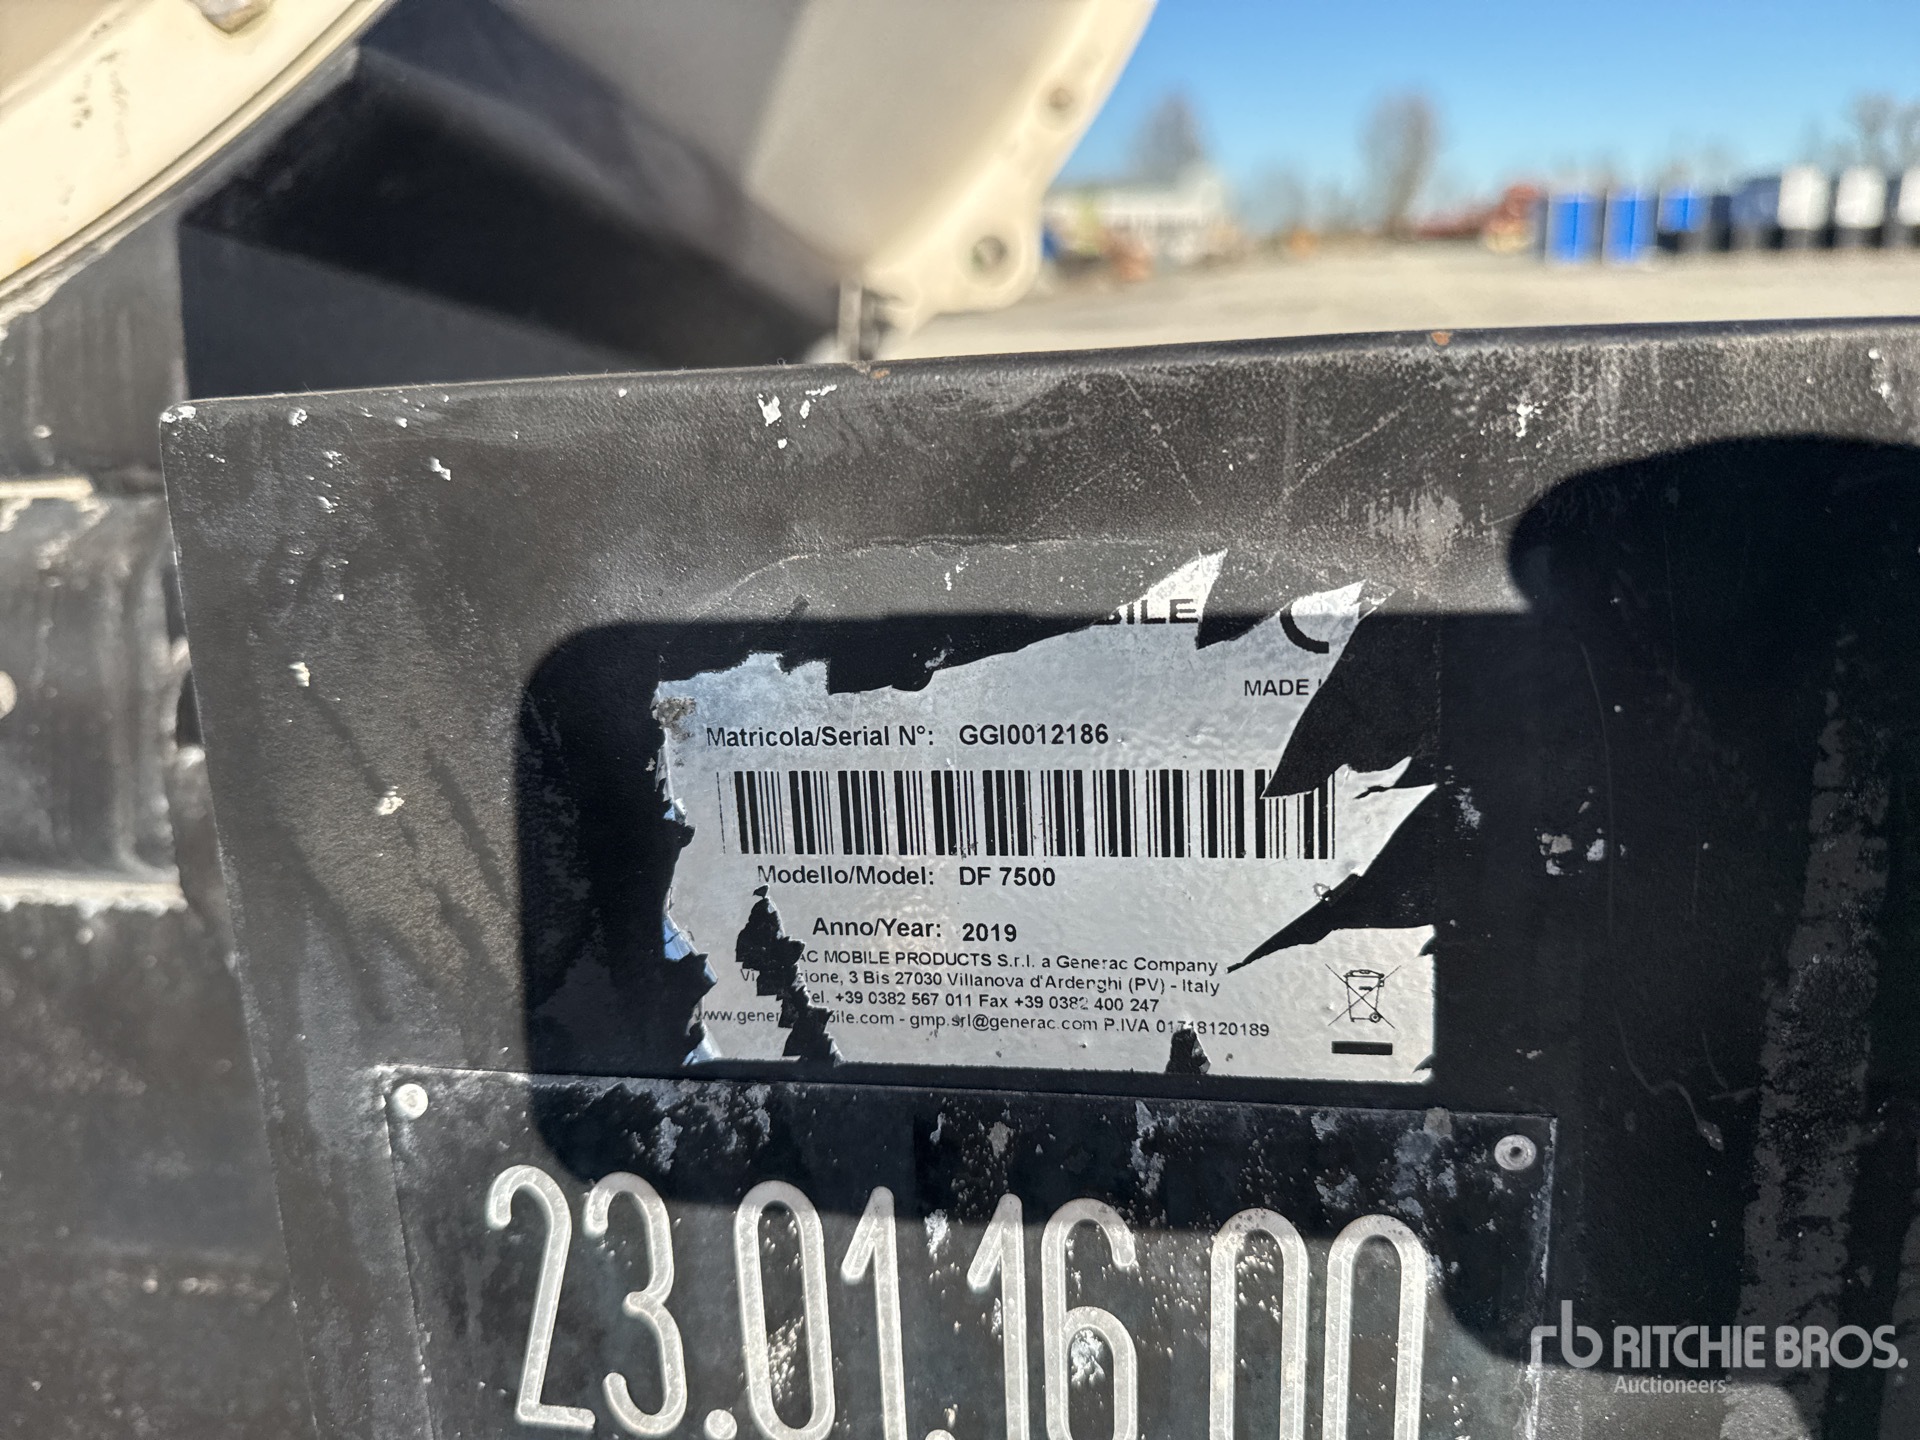 MADE
Matricola/Serial N°: GGI0012186
Modello/Model: DF 7500
Anno/Year: 2019
AC MOBILE PRODUCTS S.r.l. a Generac Company
zione, 3 Bis 27030 Villanova d'Ardenghi (PV) - Italy
el. +39 0382 567 011 Fax +39 0382 400 247
www.gener bile.com - gmp.srl@generac.com P.IVA 01718120189
23.01.16.00
rb RITCHIE BROS.
Auctioneers